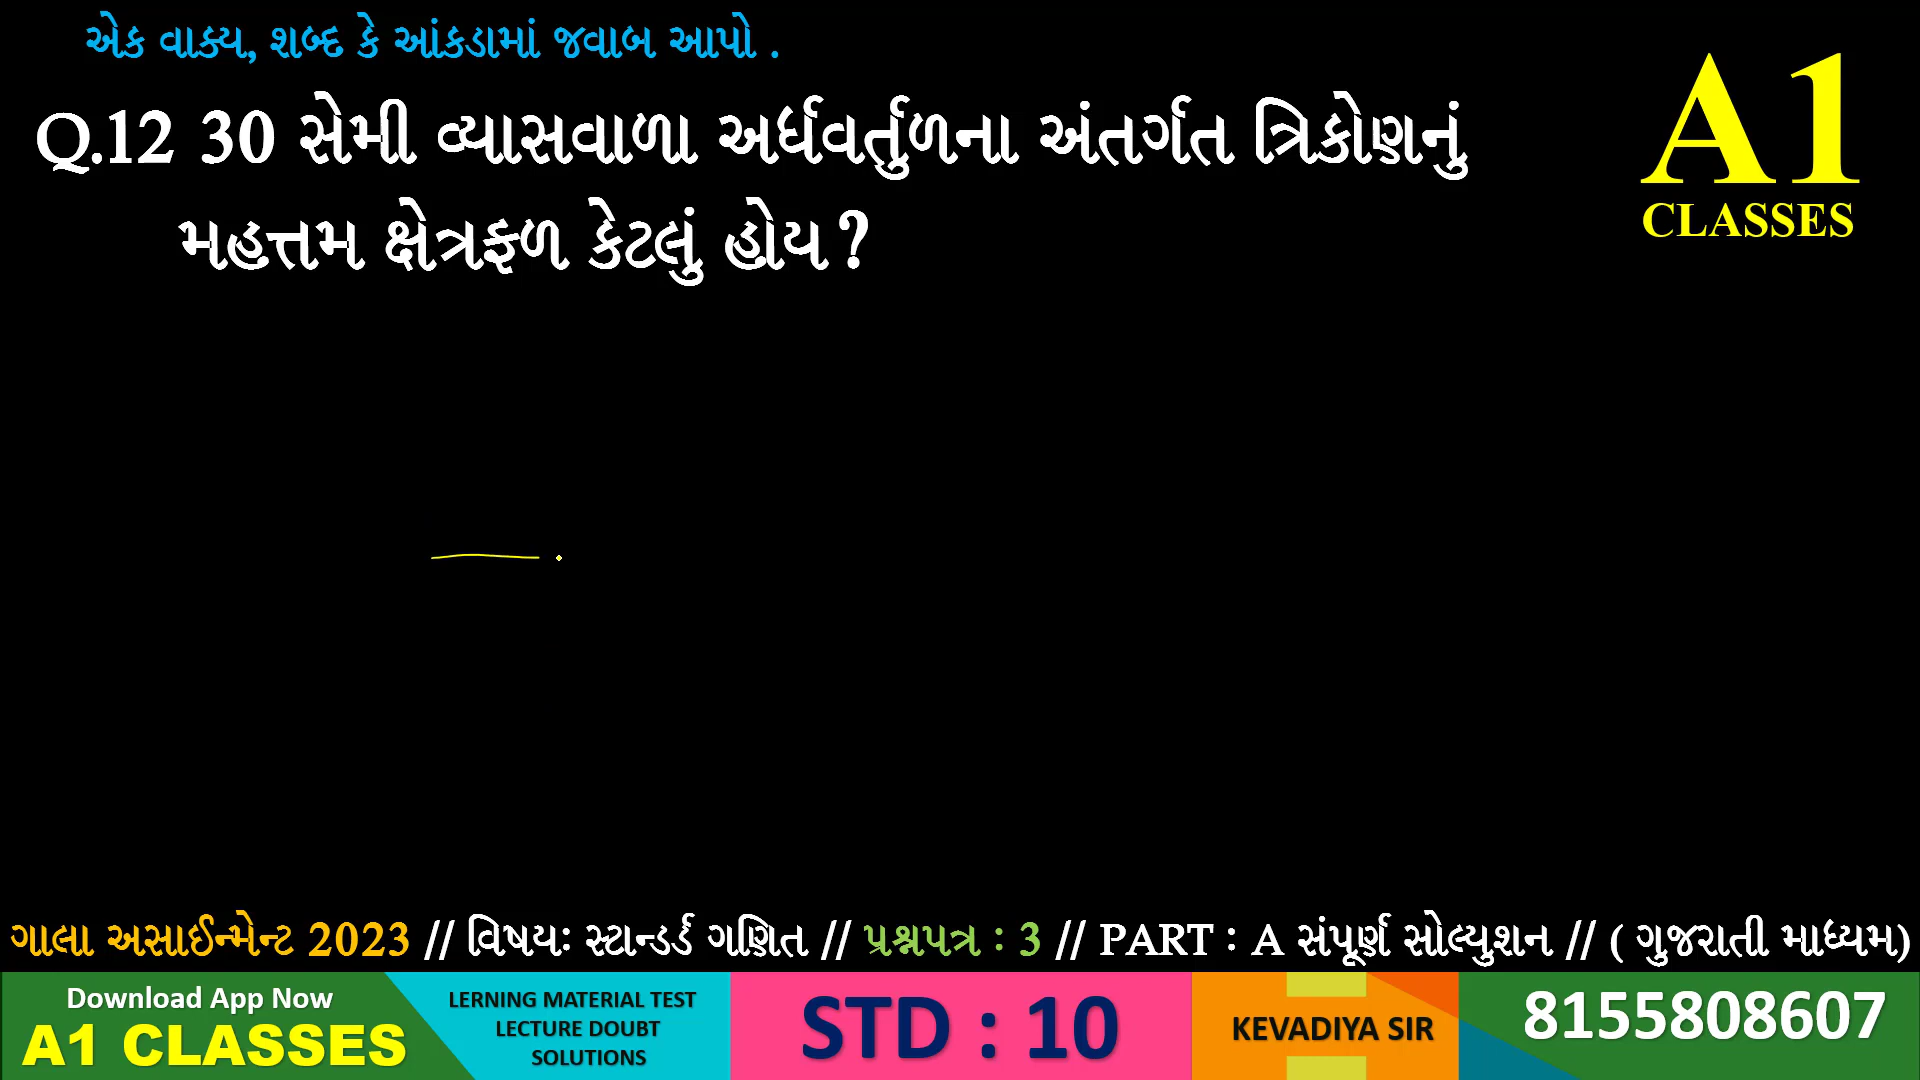 એક વાક્ય, શબ્દ કે આંકડામાં જવાબ આપો .
Q.12 30 સેમી વ્યાસવાળા અર્ધવર્તુળના અંતર્ગત ત્રિકોણનું
મહત્તમ ક્ષેત્રફળ કેટલું હોય ?
A1
CLASSES
ગાલા અસાઈન્મેન્ટ 2023 // વિષયઃ સ્ટાન્ડર્ડ ગણિત // પ્રશ્નપત્ર : 3 // PART : A સંપૂર્ણ સોલ્યુશન // ( ગુજરાતી માધ્યમ)
Download App Now
A1 CLASSES
LERNING MATERIAL TEST
LECTURE DOUBT
SOLUTIONS
STD : 10
KEVADIYA SIR
8155808607